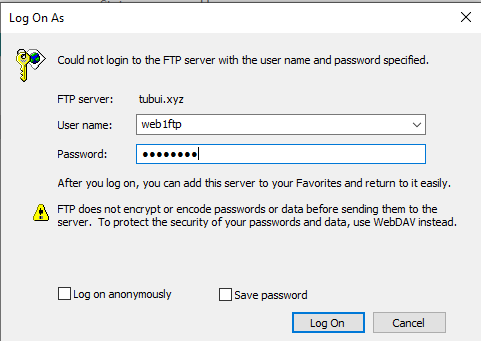 Log On As
Could not login to the FTP server with the user name and password specified.
FTP server: tubui.xyz
User name: web1ftp
Password: ●●●●●●●●
After you log on, you can add this server to your Favorites and return to it easily.
FTP does not encrypt or encode passwords or data before sending them to the
server. To protect the security of your passwords and data, use WebDAV instead.
Log on anonymously Save password
Log On Cancel